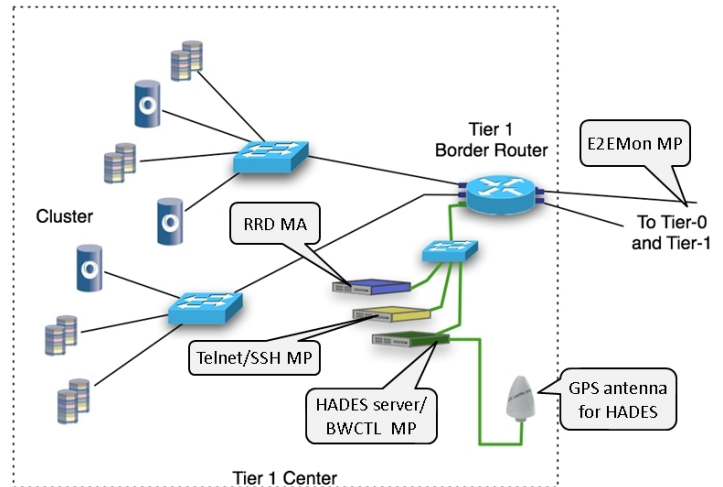 Tier 1
Border Router
E2EMon MP
Cluster
RRD MA
To Tier-0
and Tier-1
Telnet/SSH MP
HADES server/
BWCTL MP
GPS antenna
for HADES
Tier 1 Center